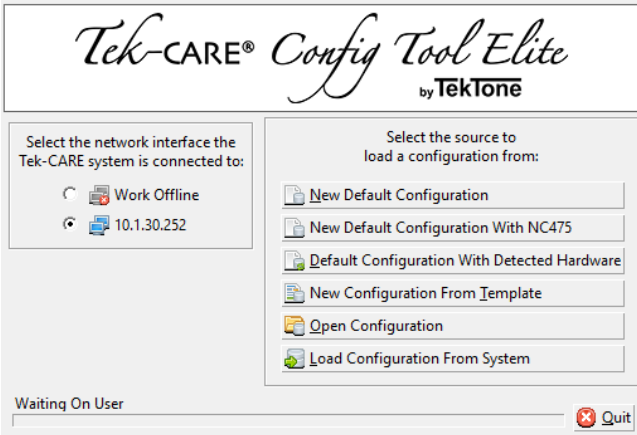 Tek-CARE® Config Tool Elite
by TekTone
Select the network interface the
Tek-CARE system is connected to:
Work Offline
10.1.30.252
Select the source to
load a configuration from:
New Default Configuration
New Default Configuration With NC475
Default Configuration With Detected Hardware
New Configuration From Template
Open Configuration
Load Configuration From System
Waiting On User
Quit